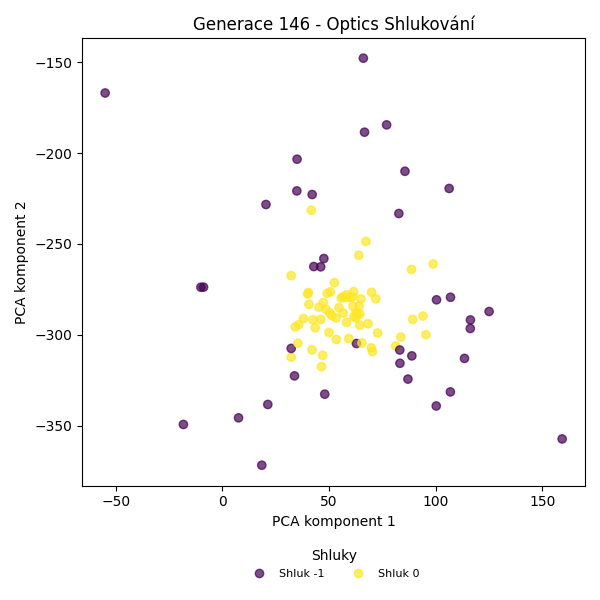 Generace 146 - Optics Shlukování
PCA komponent 2
−150
−200
−250
−300
−350
−50
0
50
100
150
PCA komponent 1
Shluky
Shluk -1
Shluk 0